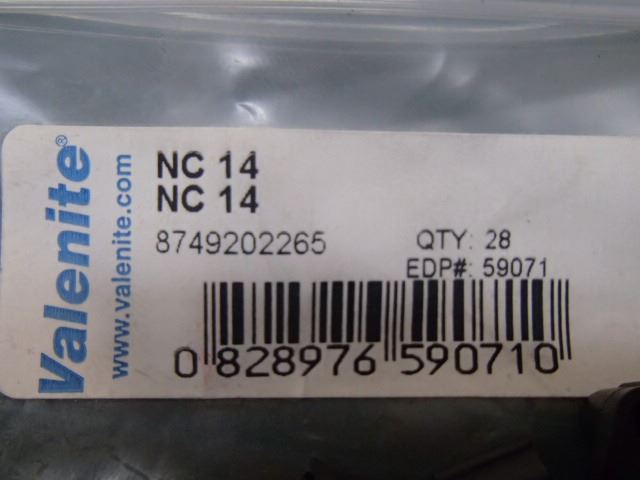 Valenite®
www.valenite.com
NC 14
NC 14
8749202265
QTY: 28
EDP#: 59071
0 828976 590710